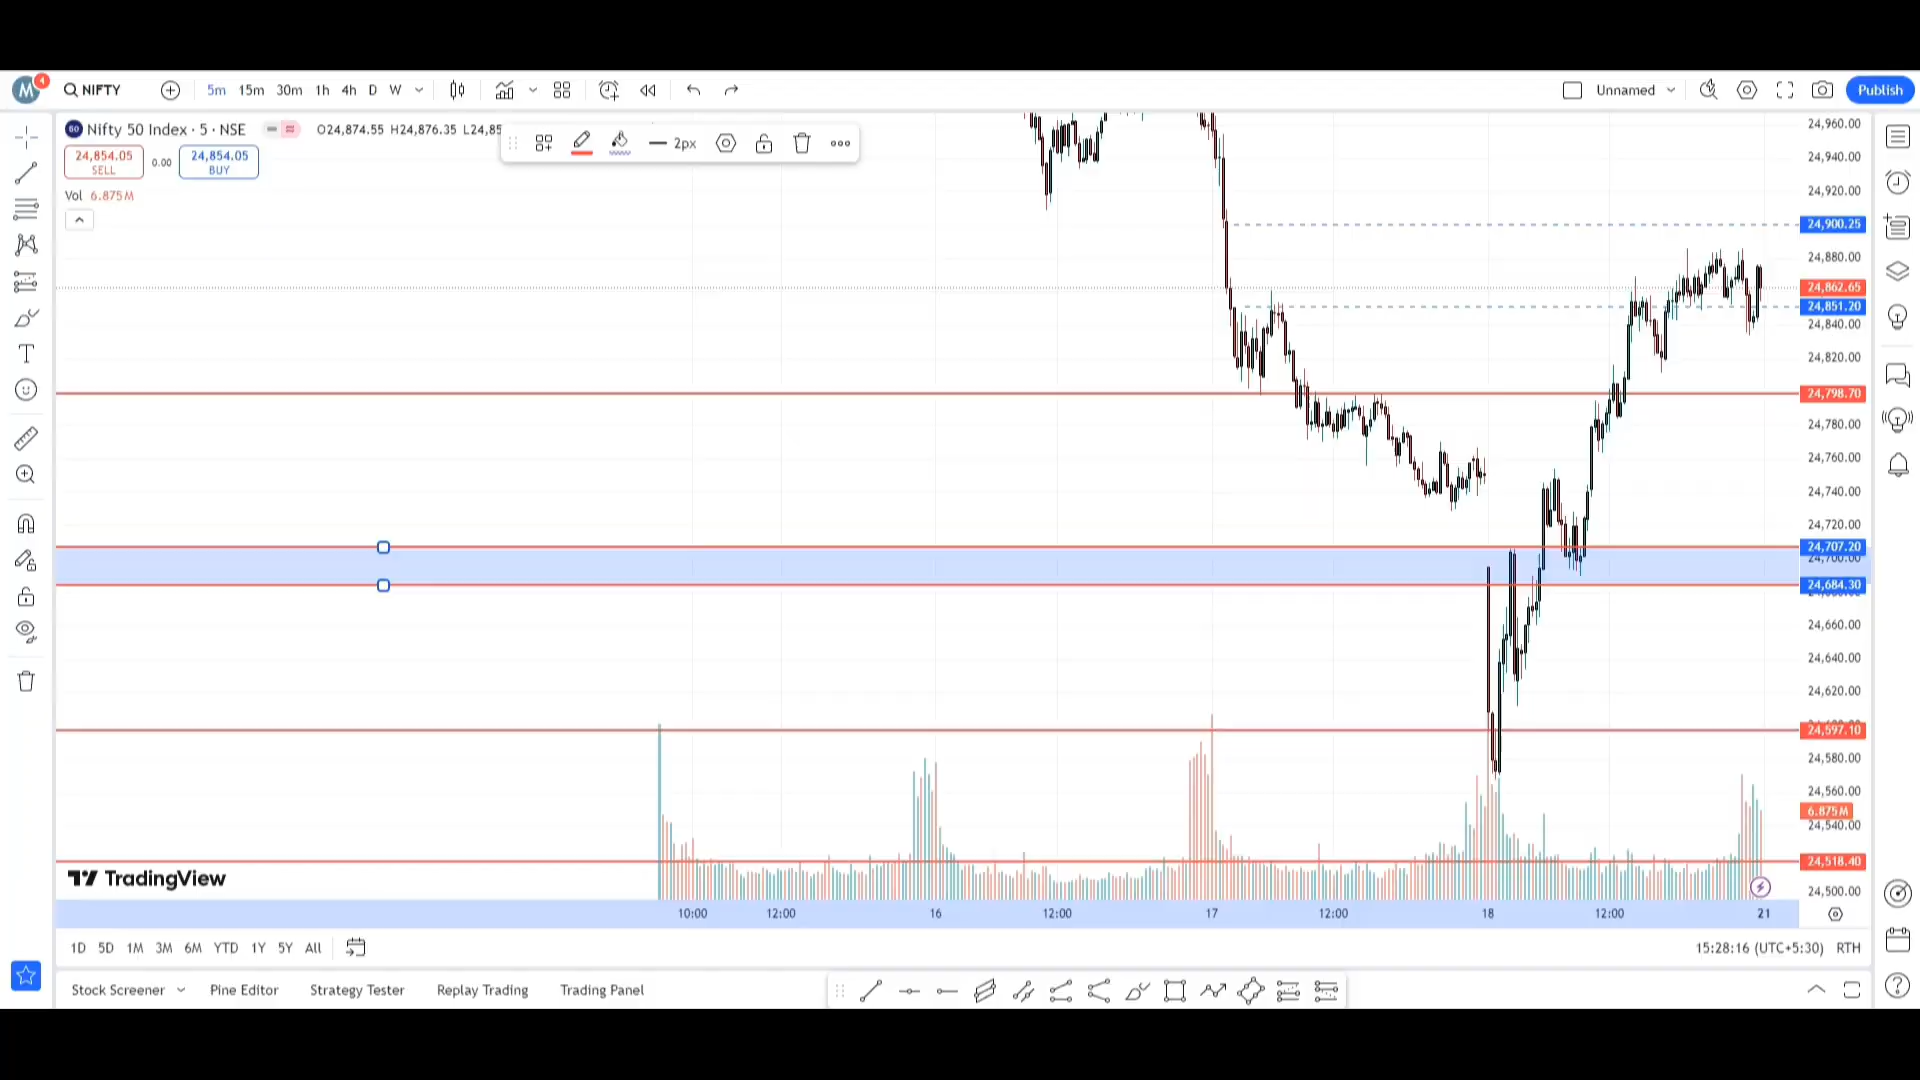 M 4 NIFTY 5m 15m 30m 1h 4h D W Unnamed Publish
Nifty 50 Index · 5 · NSE O24,874.55 H24,876.35 L24,85
24,854.05 SELL 0.00 24,854.05 BUY
2px
Vol 6.875M
24,960.00
24,940.00
24,920.00
24,900.25
24,880.00
24,862.65
24,851.20
24,840.00
24,820.00
24,798.70
24,780.00
24,760.00
24,740.00
24,720.00
24,707.20
24,700.00
24,684.30
24,660.00
24,640.00
24,620.00
24,597.10
24,580.00
24,560.00
6.875M
24,540.00
24,518.40
24,500.00
TradingView
10:00 12:00 16 12:00 17 12:00 18 12:00 21
1D 5D 1M 3M 6M YTD 1Y 5Y All 15:28:16 (UTC+5:30) RTH
Stock Screener Pine Editor Strategy Tester Replay Trading Trading Panel